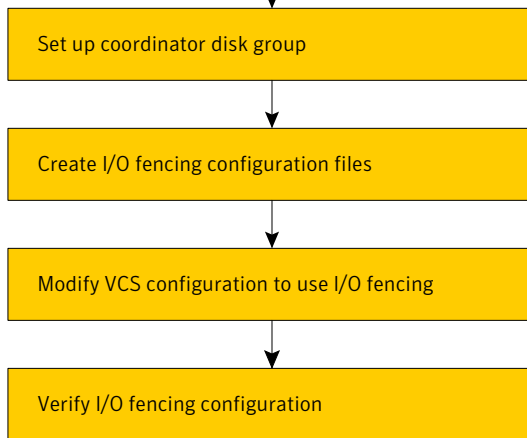 Set up coordinator disk group
Create I/O fencing configuration files
Modify VCS configuration to use I/O fencing
Verify I/O fencing configuration